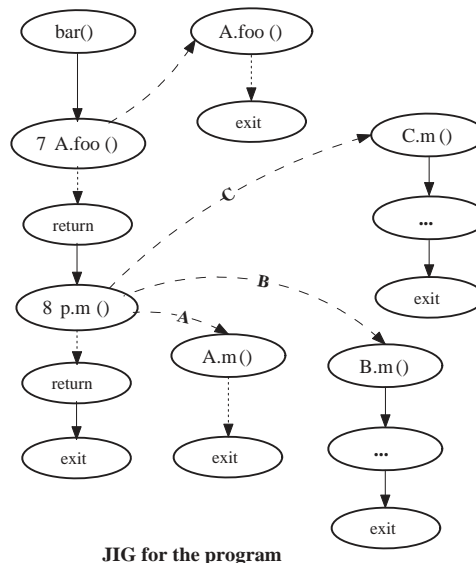 bar()
A.foo ()
7 A.foo ()
exit
C.m ()
C
return
...
B
8 p.m ()
exit
A
A.m()
B.m ()
return
...
exit
exit
exit
JIG for the program